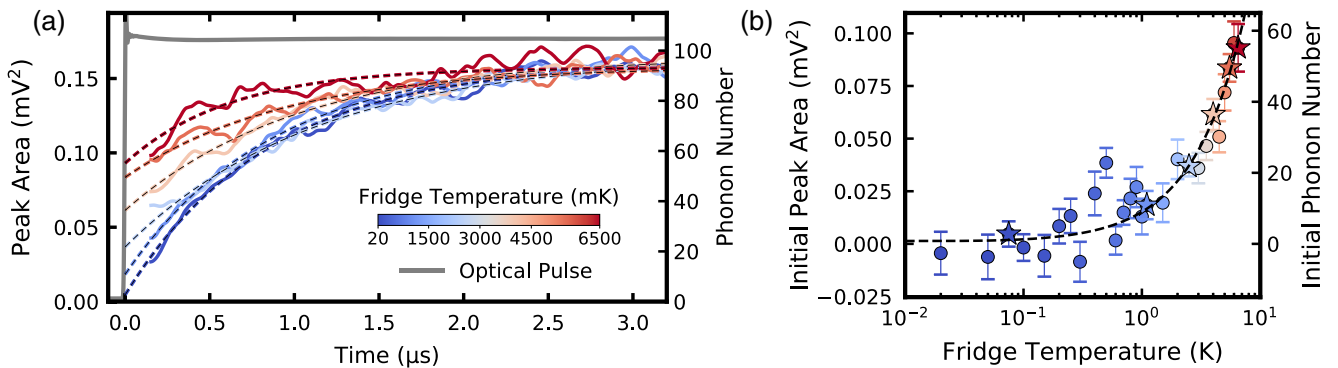 (a)
Peak Area (mV²)
0.15
0.10
0.05
0.00
100
80
60
40
20
0
Phonon Number
Fridge Temperature (mK)
20 1500 3000 4500 6500
Optical Pulse
0.0 0.5 1.0 1.5 2.0 2.5 3.0
Time (μs)
(b)
Initial Peak Area (mV²)
0.100
0.075
0.050
0.025
0.000
−0.025
60
40
20
0
Initial Phonon Number
10⁻² 10⁻¹ 10⁰ 10¹
Fridge Temperature (K)